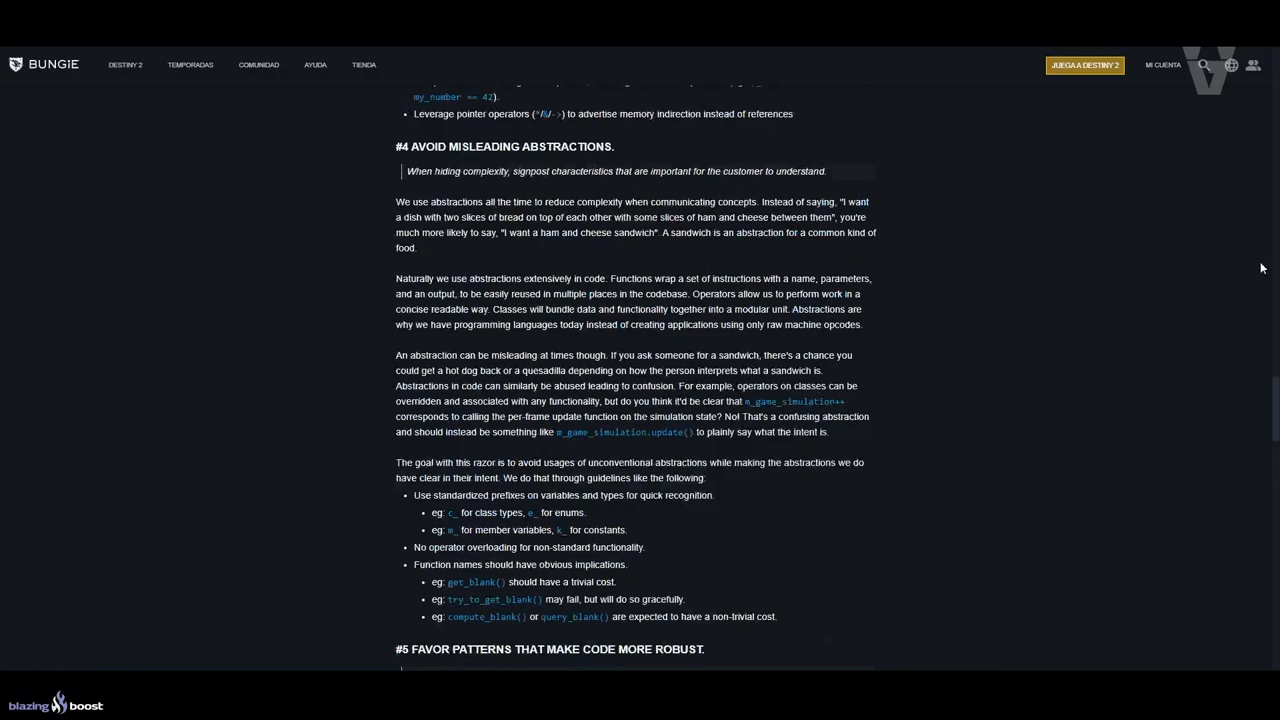 BUNGIE DESTINY 2 TEMPORADAS COMUNIDAD AYUDA TIENDA JUEGA A DESTINY 2 MI CUENTA
my_number == 42).
• Leverage pointer operators (*/&/->) to advertise memory indirection instead of references
#4 AVOID MISLEADING ABSTRACTIONS.
When hiding complexity, signpost characteristics that are important for the customer to understand.
We use abstractions all the time to reduce complexity when communicating concepts. Instead of saying, "I want
a dish with two slices of bread on top of each other with some slices of ham and cheese between them", you're
much more likely to say, "I want a ham and cheese sandwich". A sandwich is an abstraction for a common kind of
food.
Naturally we use abstractions extensively in code. Functions wrap a set of instructions with a name, parameters,
and an output, to be easily reused in multiple places in the codebase. Operators allow us to perform work in a
concise readable way. Classes will bundle data and functionality together into a modular unit. Abstractions are
why we have programming languages today instead of creating applications using only raw machine opcodes.
An abstraction can be misleading at times though. If you ask someone for a sandwich, there's a chance you
could get a hot dog back or a quesadilla depending on how the person interprets what a sandwich is.
Abstractions in code can similarly be abused leading to confusion. For example, operators on classes can be
overridden and associated with any functionality, but do you think it'd be clear that m_game_simulation++
corresponds to calling the per-frame update function on the simulation state? No! That's a confusing abstraction
and should instead be something like m_game_simulation.update() to plainly say what the intent is.
The goal with this razor is to avoid usages of unconventional abstractions while making the abstractions we do
have clear in their intent. We do that through guidelines like the following:
• Use standardized prefixes on variables and types for quick recognition.
• eg: c_ for class types, e_ for enums.
• eg: m_ for member variables, k_ for constants.
• No operator overloading for non-standard functionality.
• Function names should have obvious implications.
• eg: get_blank() should have a trivial cost.
• eg: try_to_get_blank() may fail, but will do so gracefully.
• eg: compute_blank() or query_blank() are expected to have a non-trivial cost.
#5 FAVOR PATTERNS THAT MAKE CODE MORE ROBUST.
blazing boost